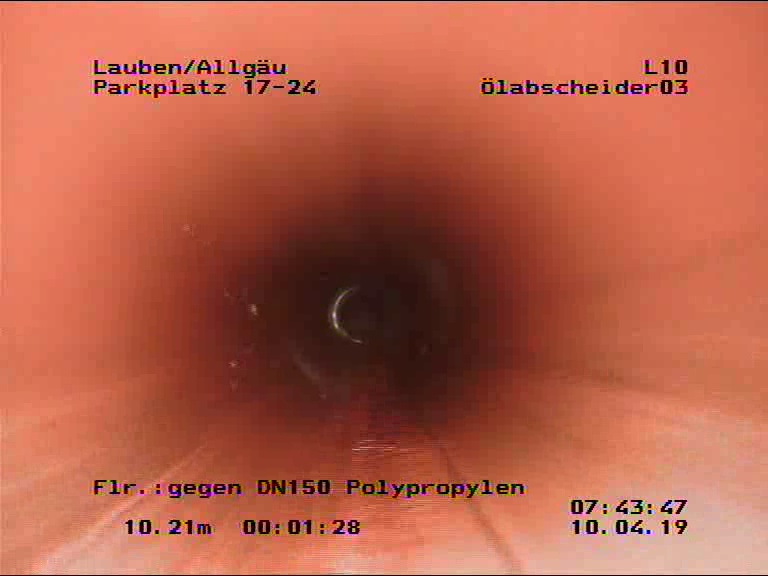 Lauben/Allgäu L10
Parkplatz 17-24 Ölabscheider03
Flr.:gegen DN150 Polypropylen
07:43:47
10.21m 00:01:28 10.04.19